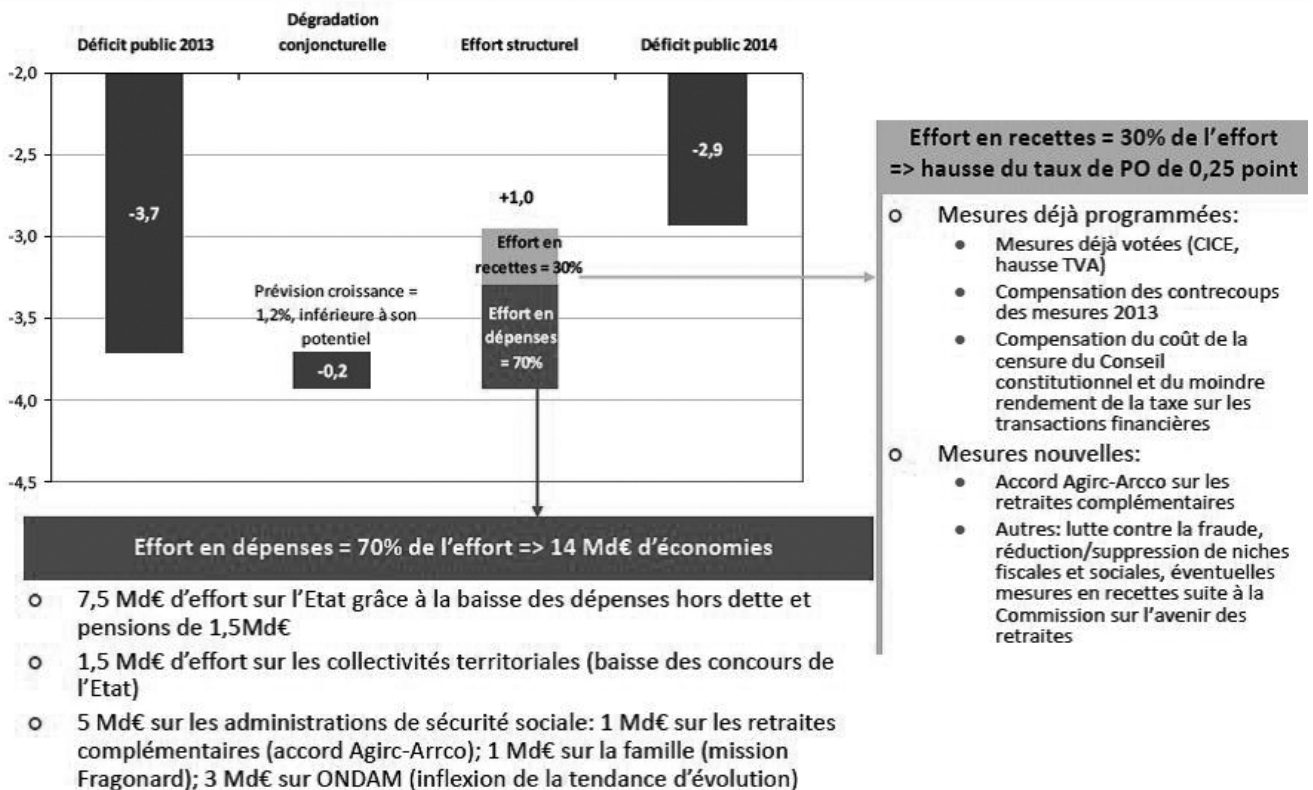 Déficit public 2013
Dégradation
conjoncturelle
Effort structurel
Déficit public 2014
-2,0
-2,5
-3,0
-3,5
-4,0
-4,5
-3,7
Prévision croissance =
1,2%, inférieure à son
potentiel
-0,2
+1,0
Effort en
recettes = 30%
Effort en
dépenses
= 70%
-2,9
Effort en recettes = 30% de l'effort
=> hausse du taux de PO de 0,25 point
o Mesures déjà programmées:
• Mesures déjà votées (CICE,
hausse TVA)
• Compensation des contrecoups
des mesures 2013
• Compensation du coût de la
censure du Conseil
constitutionnel et du moindre
rendement de la taxe sur les
transactions financières
o Mesures nouvelles:
• Accord Agirc-Arcco sur les
retraites complémentaires
• Autres: lutte contre la fraude,
réduction/suppression de niches
fiscales et sociales, éventuelles
mesures en recettes suite à la
Commission sur l'avenir des
retraites
Effort en dépenses = 70% de l'effort => 14 Md€ d'économies
o 7,5 Md€ d'effort sur l'Etat grâce à la baisse des dépenses hors dette et
pensions de 1,5Md€
o 1,5 Md€ d'effort sur les collectivités territoriales (baisse des concours de
l'Etat)
o 5 Md€ sur les administrations de sécurité sociale: 1 Md€ sur les retraites
complémentaires (accord Agirc-Arrco); 1 Md€ sur la famille (mission
Fragonard); 3 Md€ sur ONDAM (inflexion de la tendance d'évolution)